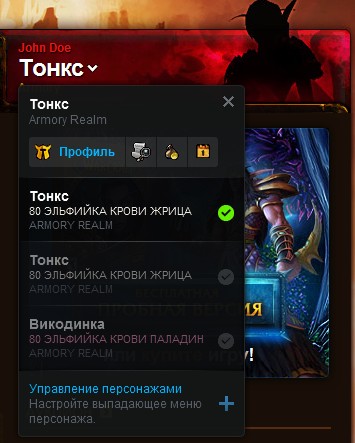 John Doe
Тонкс
Тонкс
Armory Realm
Профиль
Тонкс
80 ЭЛЬФИЙКА КРОВИ ЖРИЦА
ARMORY REALM
Тонкс
80 ЭЛЬФИЙКА КРОВИ ЖРИЦА
ARMORY REALM
Викодинка
80 ЭЛЬФИЙКА КРОВИ ПАЛАДИН
ARMORY REALM
игру!
Управление персонажами
Настройте выпадающее меню
персонажа.